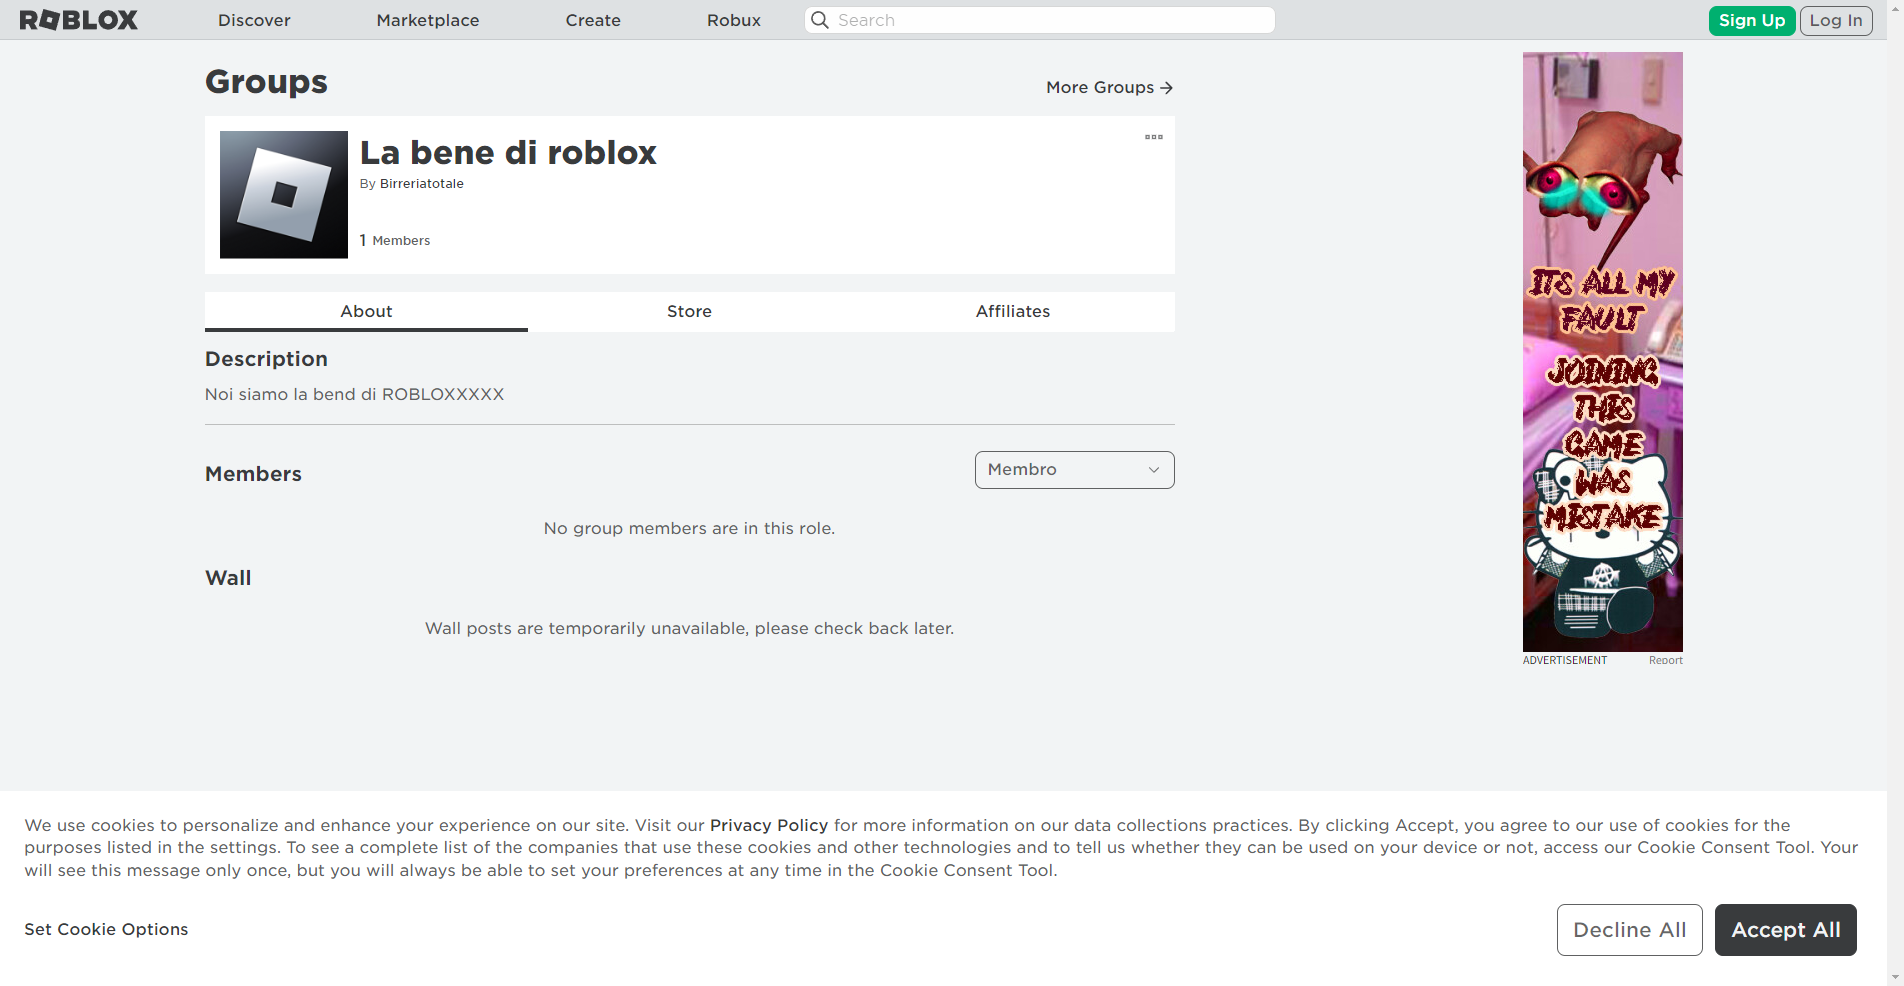 ROBLOX
Discover
Marketplace
Create
Robux
Search
Sign Up
Log In
Groups
More Groups
La bene di roblox
By Birreriatotale
1 Members
About
Store
Affiliates
Description
Noi siamo la bend di ROBLOXXXXX
Members
Membro
No group members are in this role.
Wall
Wall posts are temporarily unavailable, please check back later.
ITS ALL MY
FAULT
JOINING
THIS
GAME
WAS
MISTAKE
ADVERTISEMENT
Report
We use cookies to personalize and enhance your experience on our site. Visit our Privacy Policy for more information on our data collections practices. By clicking Accept, you agree to our use of cookies for the
purposes listed in the settings. To see a complete list of the companies that use these cookies and other technologies and to tell us whether they can be used on your device or not, access our Cookie Consent Tool. Your
will see this message only once, but you will always be able to set your preferences at any time in the Cookie Consent Tool.
Set Cookie Options
Decline All
Accept All